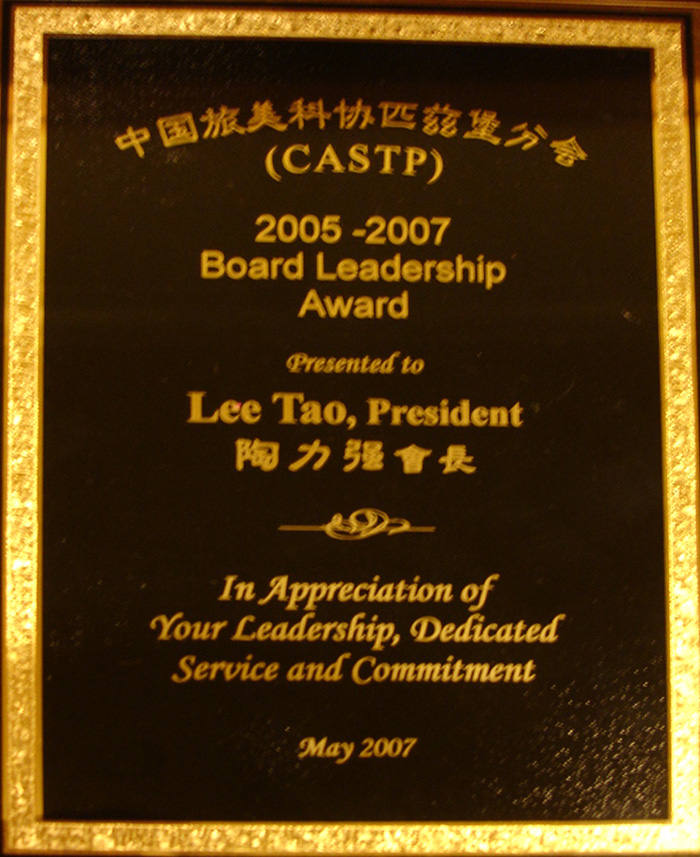 中国旅美科协匹兹堡分会
(CASTP)
2005 -2007
Board Leadership
Award
Presented to
Lee Tao, President
陶力强會長
In Appreciation of
Your Leadership, Dedicated
Service and Commitment
May 2007